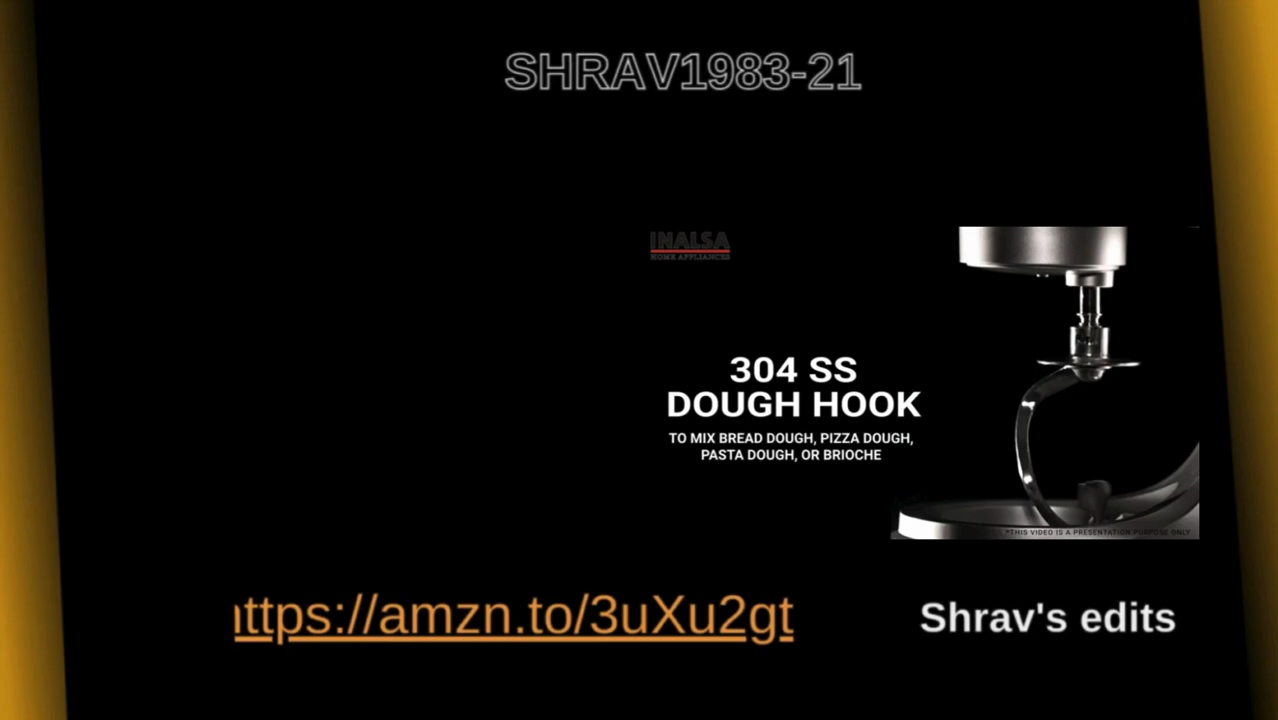 SHRAV1983-21
INALSA
HOME APPLIANCES
304 SS
DOUGH HOOK
TO MIX BREAD DOUGH, PIZZA DOUGH,
PASTA DOUGH, OR BRIOCHE
*THIS VIDEO IS A PRESENTATION PURPOSE ONLY
ttps://amzn.to/3uXu2gt
Shrav's edits